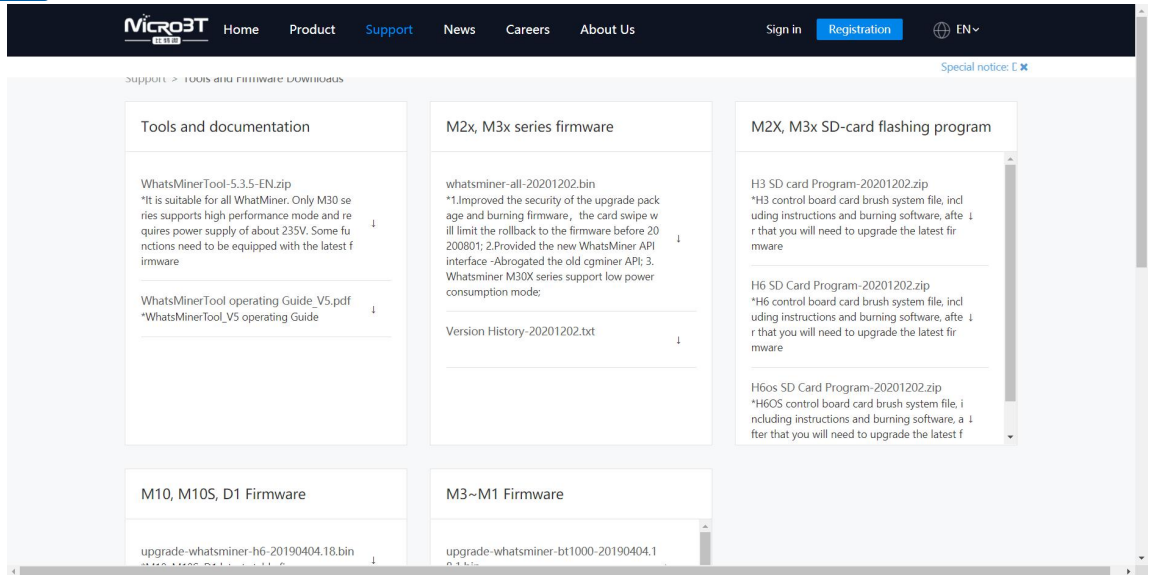 MicroBT
比特微
Home Product Support News Careers About Us Sign in Registration EN
Special notice: D ✖
Support > Tools and Firmware Downloads
Tools and documentation
WhatsMinerTool-5.3.5-EN.zip
*It is suitable for all WhatMiner. Only M30 se
ries supports high performance mode and re
quires power supply of about 235V. Some fu
nctions need to be equipped with the latest f
irmware
↓
WhatsMinerTool operating Guide_V5.pdf
*WhatsMinerTool_V5 operating Guide
↓
M2x, M3x series firmware
whatsminer-all-20201202.bin
*1.Improved the security of the upgrade pack
age and burning firmware，the card swipe w
ill limit the rollback to the firmware before 20
200801; 2.Provided the new WhatsMiner API
interface -Abrogated the old cgminer API; 3.
Whatsminer M30X series support low power
consumption mode;
↓
Version History-20201202.txt
↓
M2X, M3x SD-card flashing program
H3 SD card Program-20201202.zip
*H3 control board card brush system file, incl
uding instructions and burning software, afte ↓
r that you will need to upgrade the latest fir
mware
H6 SD Card Program-20201202.zip
*H6 control board card brush system file, incl
uding instructions and burning software, afte ↓
r that you will need to upgrade the latest fir
mware
H6os SD Card Program-20201202.zip
*H6OS control board card brush system file, i
ncluding instructions and burning software, a ↓
fter that you will need to upgrade the latest f
M10, M10S, D1 Firmware
upgrade-whatsminer-h6-20190404.18.bin
↓
M3~M1 Firmware
upgrade-whatsminer-bt1000-20190404.1